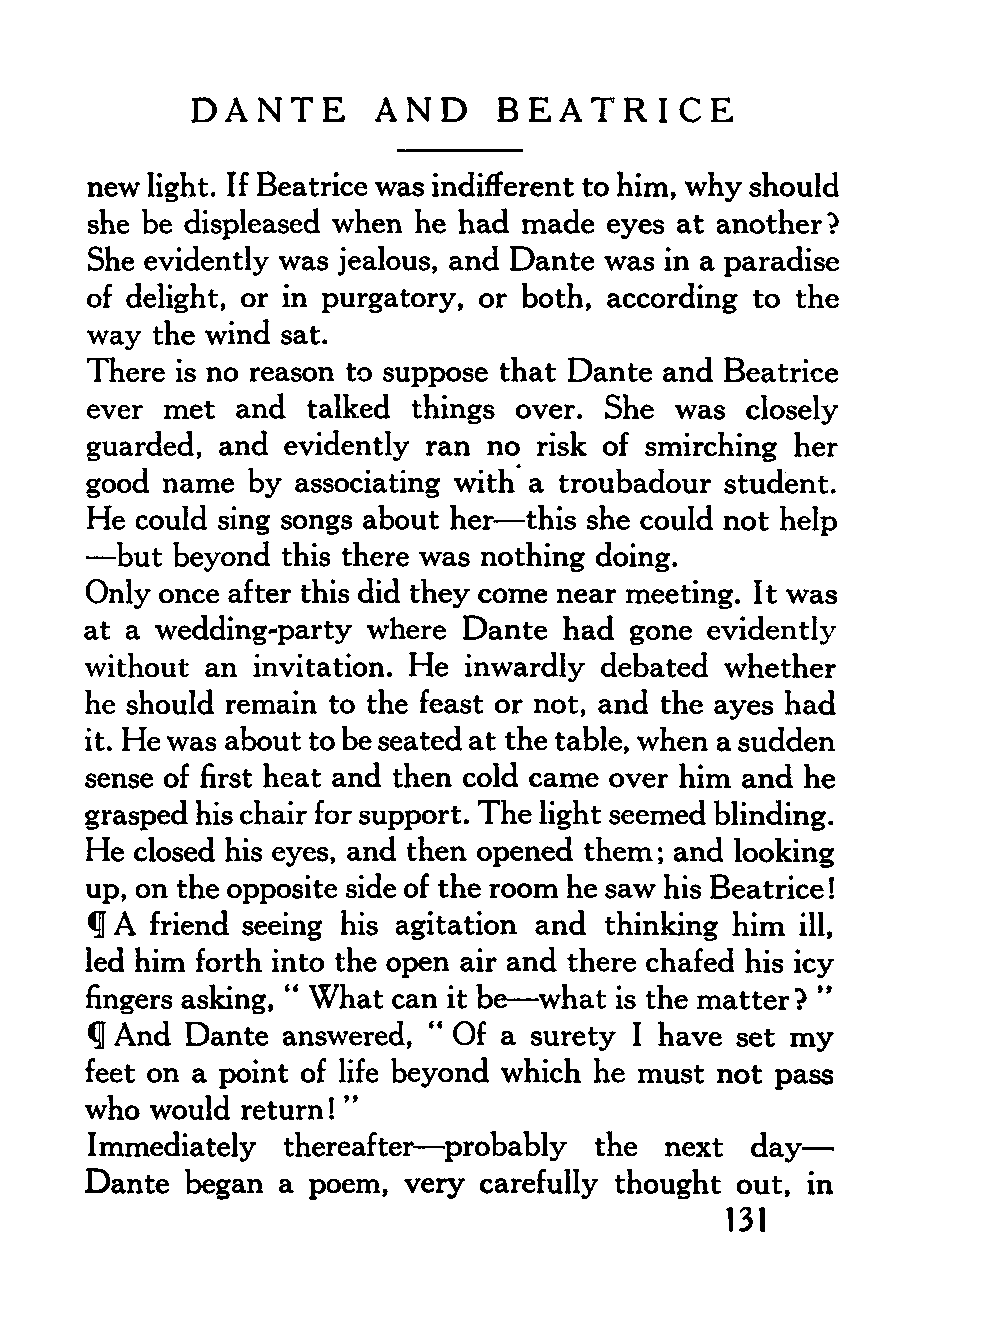 DANTE AND BEATRICE
new light. If Beatrice was indifferent to him, why should
she be displeased when he had made eyes at another?
She evidently was jealous, and Dante was in a paradise
of delight, or in purgatory, or both, according to the
way the wind sat.
There is no reason to suppose that Dante and Beatrice
ever met and talked things over. She was closely
guarded, and evidently ran no risk of smirching her
good name by associating with a troubadour student.
He could sing songs about her—this she could not help
—but beyond this there was nothing doing.
Only once after this did they come near meeting. It was
at a wedding-party where Dante had gone evidently
without an invitation. He inwardly debated whether
he should remain to the feast or not, and the ayes had
it. He was about to be seated at the table, when a sudden
sense of first heat and then cold came over him and he
grasped his chair for support. The light seemed blinding.
He closed his eyes, and then opened them; and looking
up, on the opposite side of the room he saw his Beatrice!
¶ A friend seeing his agitation and thinking him ill,
led him forth into the open air and there chafed his icy
fingers asking, “ What can it be—what is the matter? ”
¶ And Dante answered, “ Of a surety I have set my
feet on a point of life beyond which he must not pass
who would return! ”
Immediately thereafter—probably the next day—
Dante began a poem, very carefully thought out, in
131